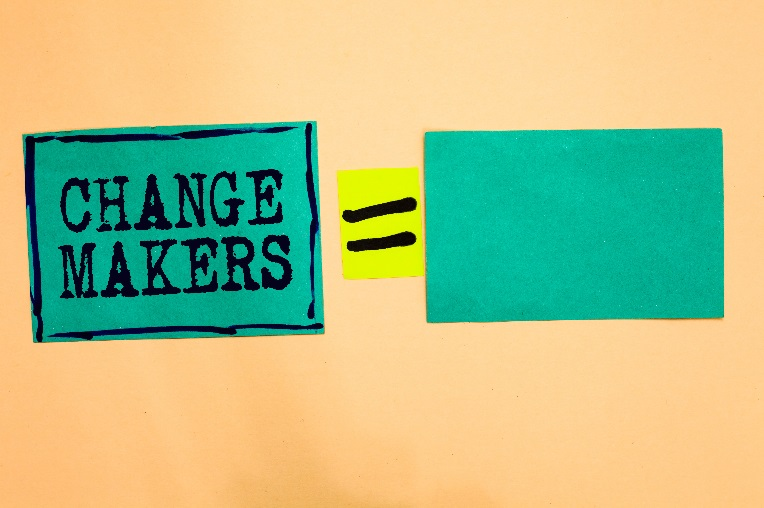 CHANGE
MAKERS
=